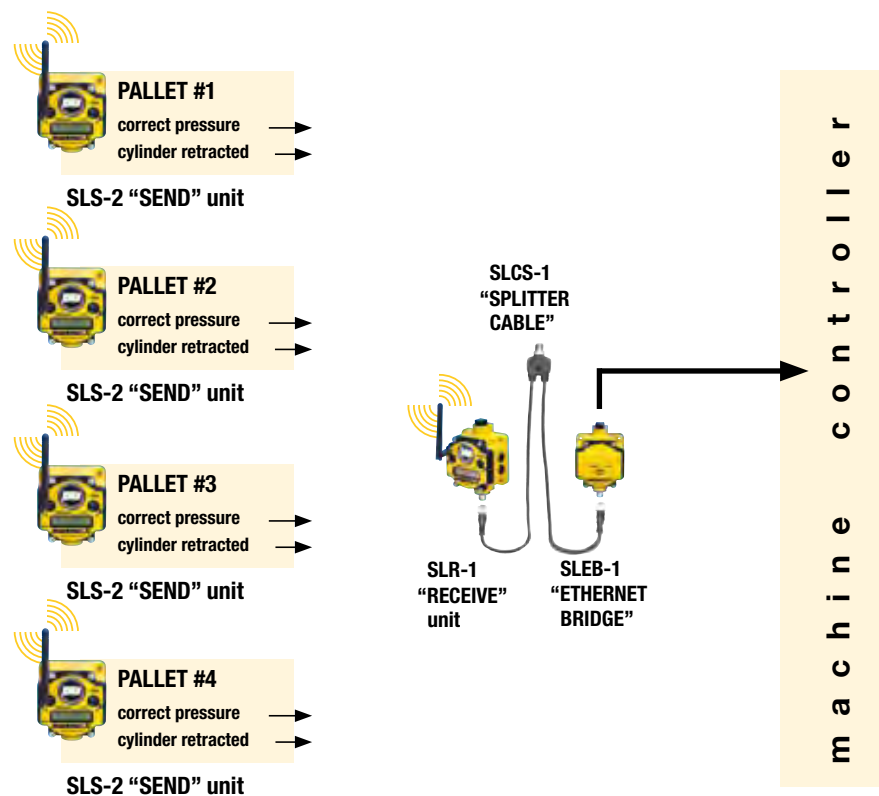 PALLET #1
correct pressure
cylinder retracted
SLS-2 “SEND” unit
PALLET #2
correct pressure
cylinder retracted
SLS-2 “SEND” unit
PALLET #3
correct pressure
cylinder retracted
SLS-2 “SEND” unit
PALLET #4
correct pressure
cylinder retracted
SLS-2 “SEND” unit
SLCS-1
“SPLITTER
CABLE”
SLR-1
“RECEIVE”
unit
SLEB-1
“ETHERNET
BRIDGE”
machine controller